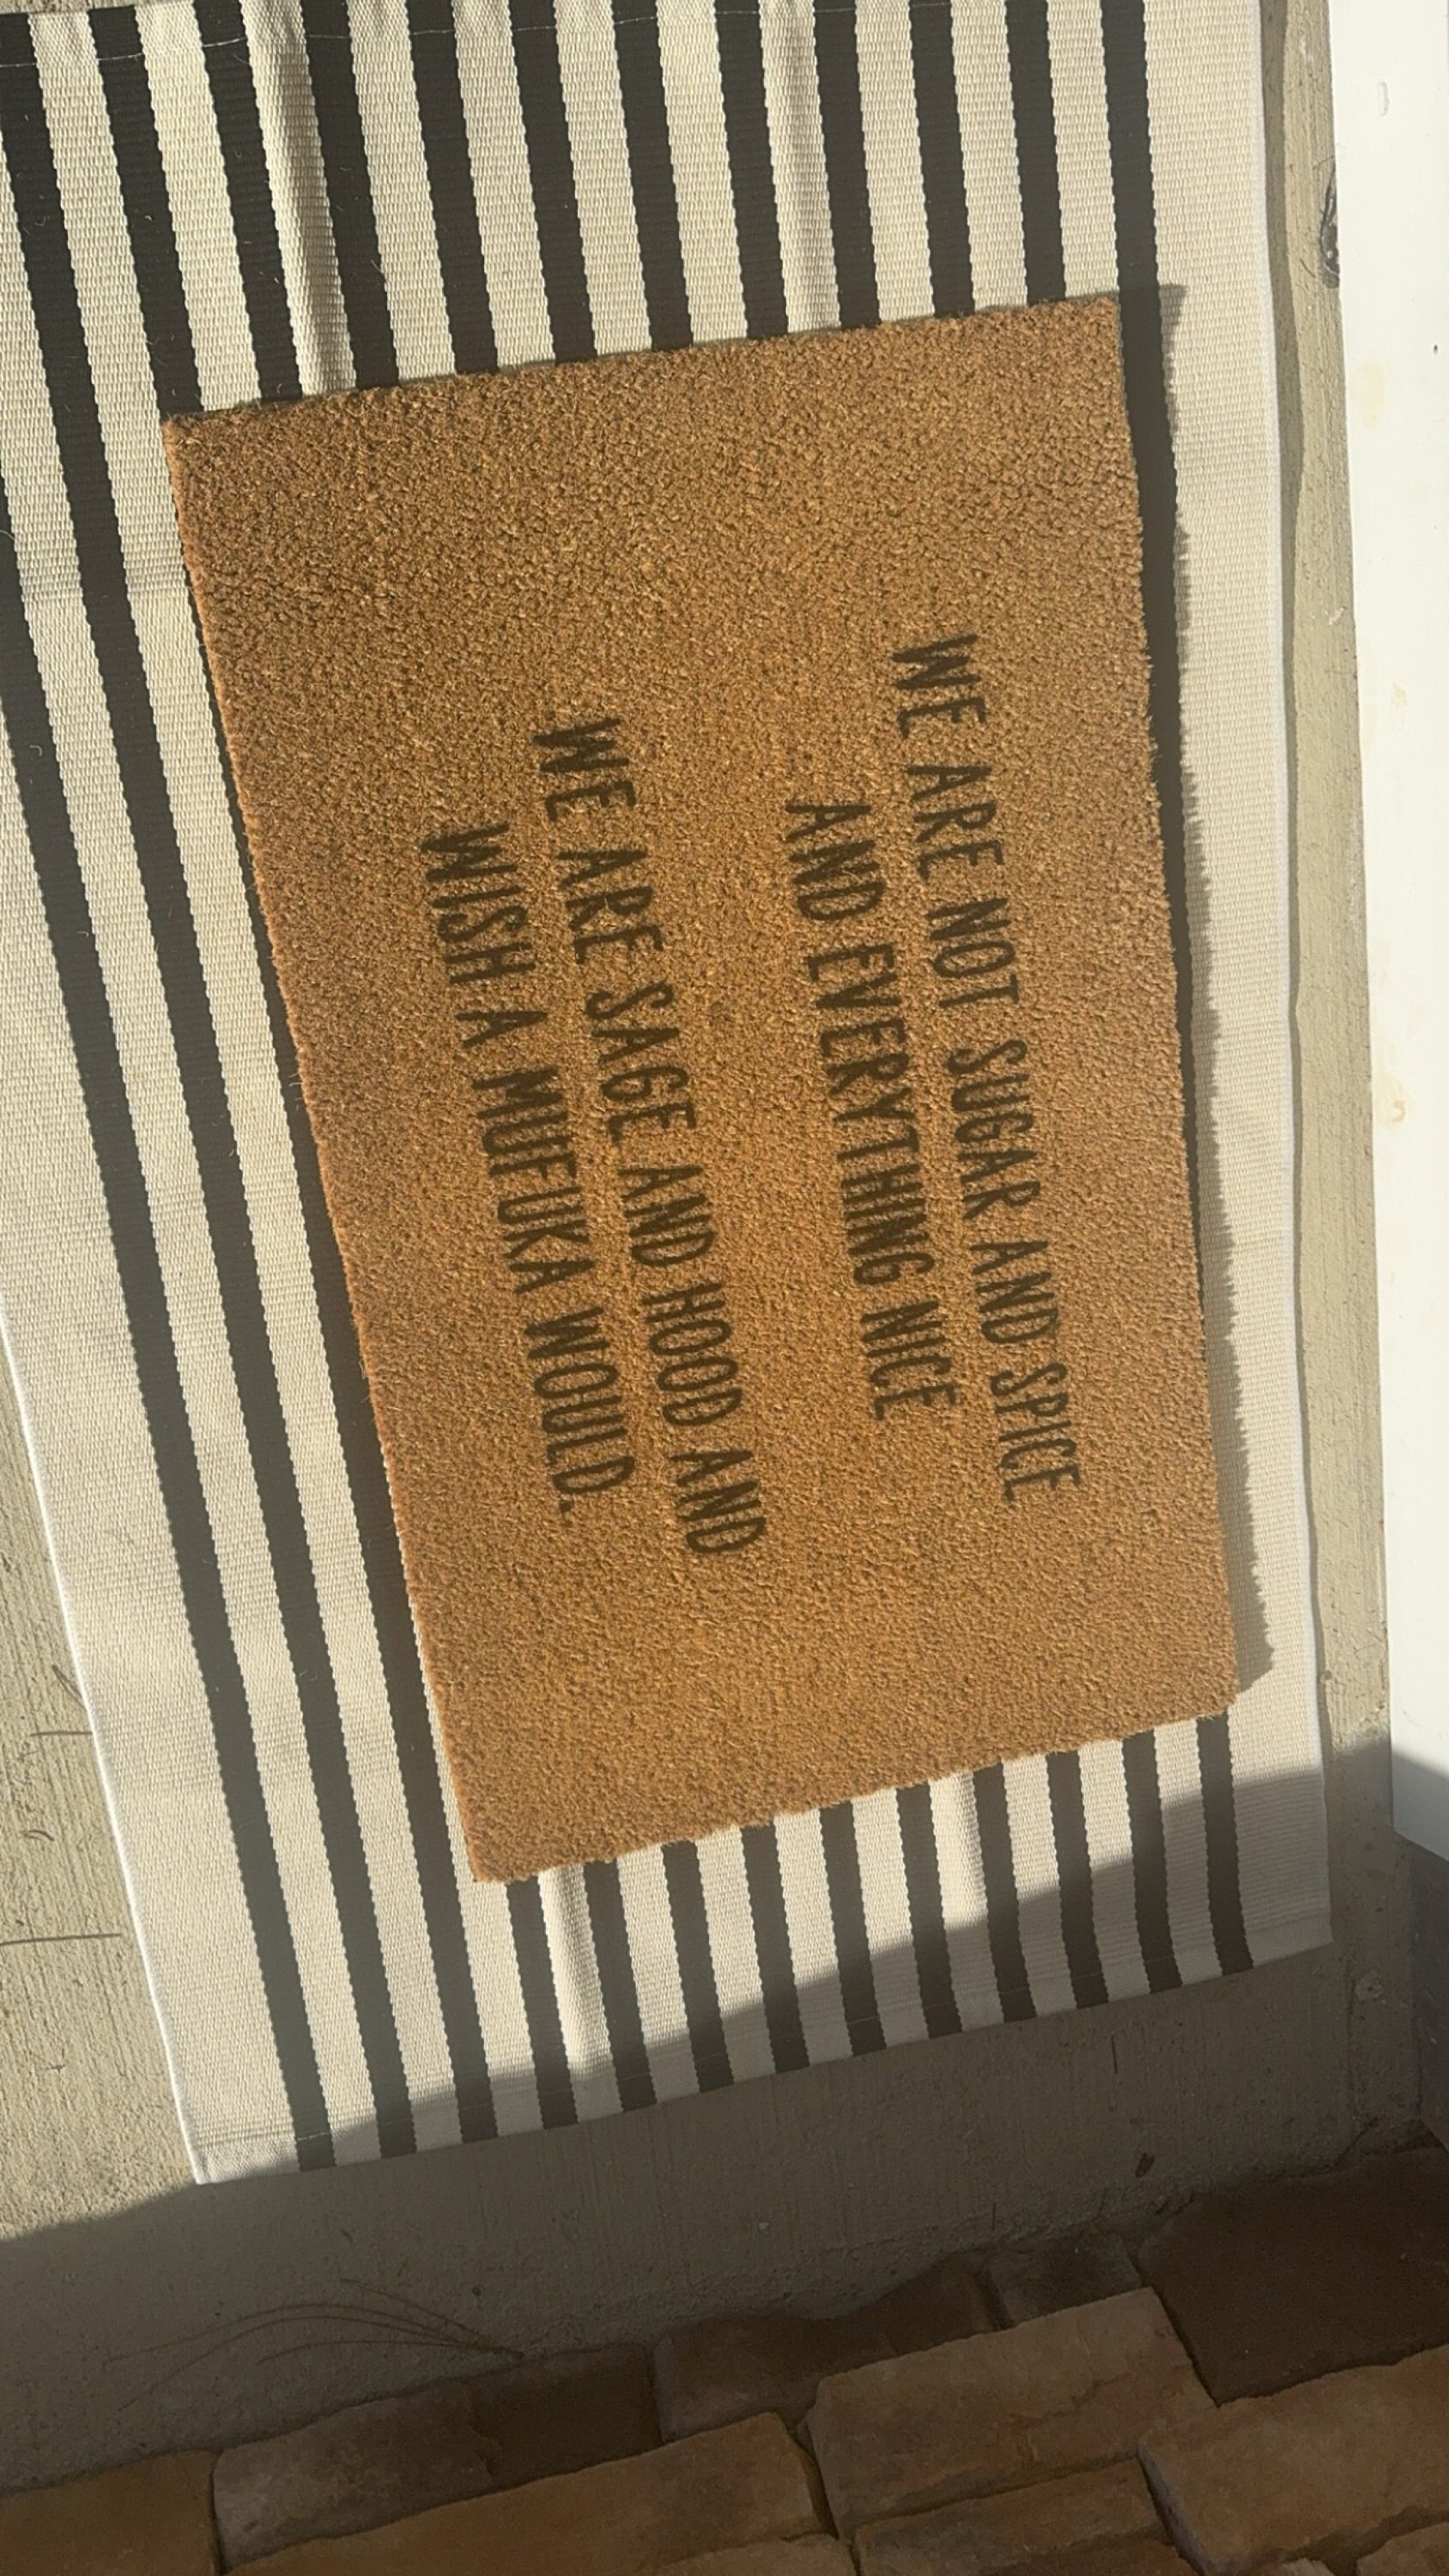 WE ARE NOT SUGAR AND SPICE
AND EVERYTHING NICE
WE ARE SAGE AND HOOD AND
WISH A MUFUKA WOULD.